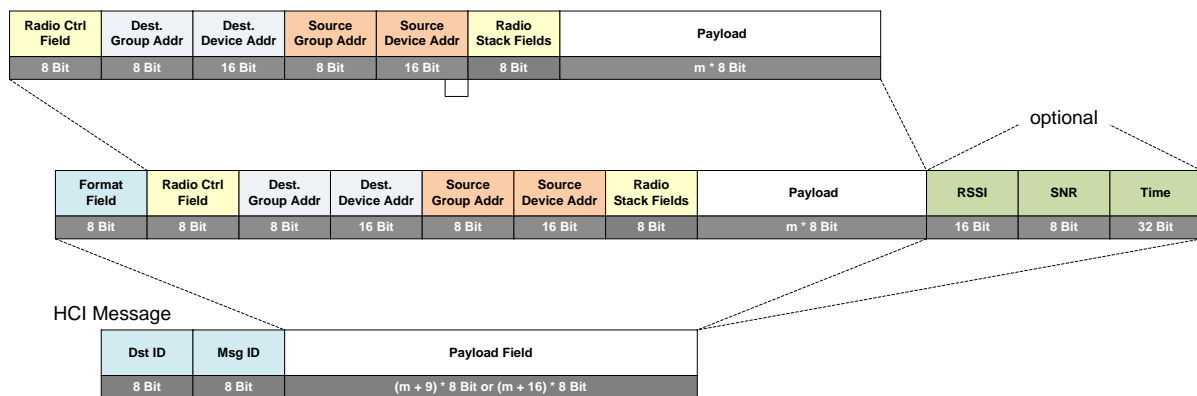 Radio Ctrl Field Dest. Group Addr Dest. Device Addr Source Group Addr Source Device Addr Radio Stack Fields Payload
8 Bit 8 Bit 16 Bit 8 Bit 16 Bit 8 Bit m * 8 Bit
optional
Format Field Radio Ctrl Field Dest. Group Addr Dest. Device Addr Source Group Addr Source Device Addr Radio Stack Fields Payload RSSI SNR Time
8 Bit 8 Bit 8 Bit 16 Bit 8 Bit 16 Bit 8 Bit m * 8 Bit 16 Bit 8 Bit 32 Bit
HCI Message
Dst ID Msg ID Payload Field
8 Bit 8 Bit (m + 9) * 8 Bit or (m + 16) * 8 Bit